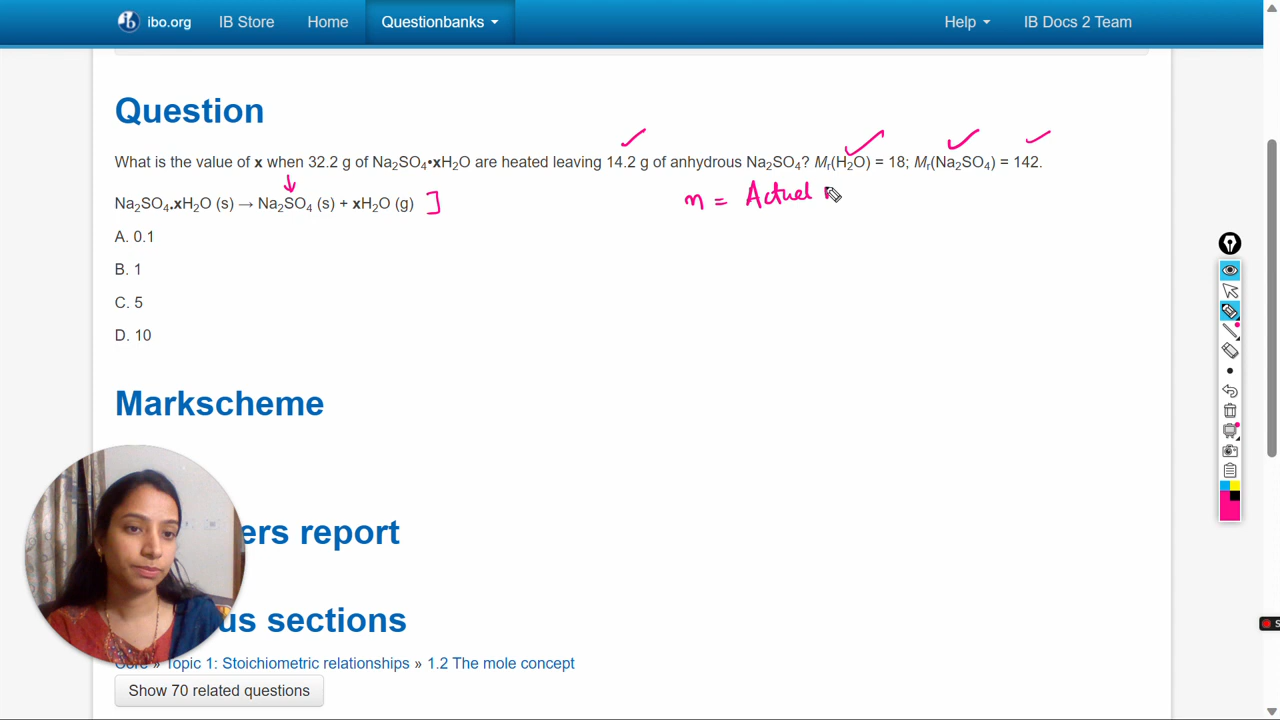 ibo.org IB Store Home Questionbanks Help IB Docs 2 Team
Question
What is the value of x when 32.2 g of Na₂SO₄•xH₂O are heated leaving 14.2 g of anhydrous Na₂SO₄? Mᵣ(H₂O) = 18; Mᵣ(Na₂SO₄) = 142.
n = Actual
Na₂SO₄.xH₂O (s) → Na₂SO₄ (s) + xH₂O (g) ]
A. 0.1
B. 1
C. 5
D. 10
Markscheme
ers report
us sections
Core » Topic 1: Stoichiometric relationships » 1.2 The mole concept
Show 70 related questions